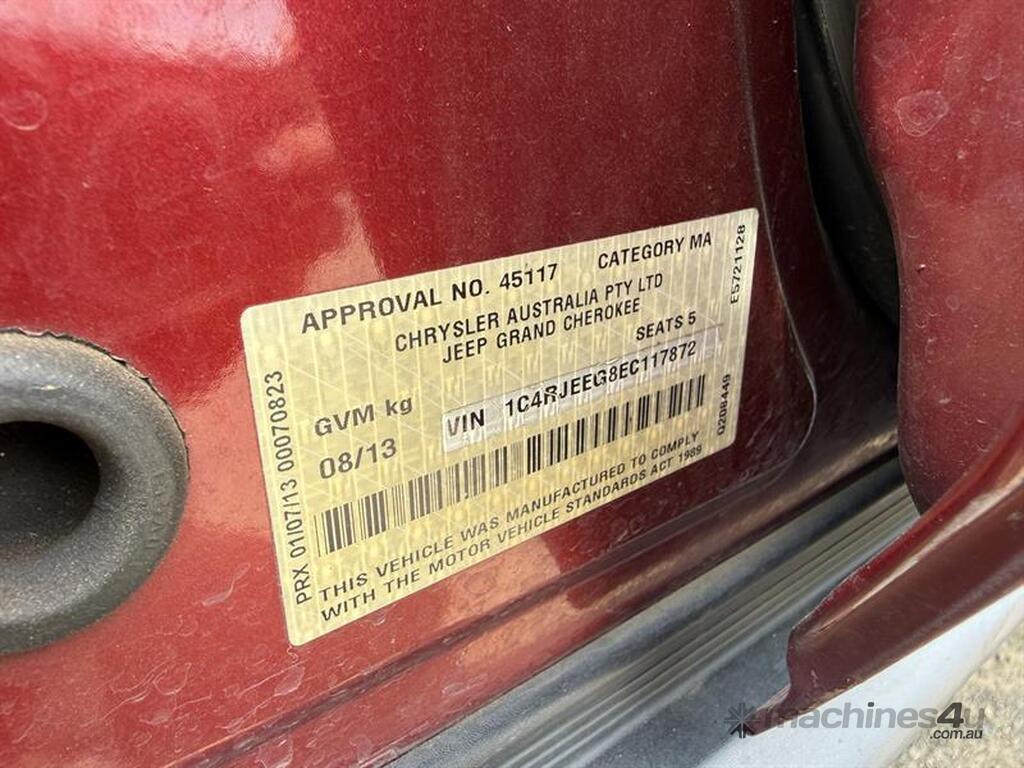 APPROVAL NO. 45117 CATEGORY MA
CHRYSLER AUSTRALIA PTY LTD
JEEP GRAND CHEROKEE
SEATS 5
GVM kg
VIN 1C4RJEEG8EC117872
08/13
THIS VEHICLE WAS MANUFACTURED TO COMPLY
WITH THE MOTOR VEHICLE STANDARDS ACT 1989
PRX 01/07/13 00070823
E5721128
Q208449
machines4u
.com.au